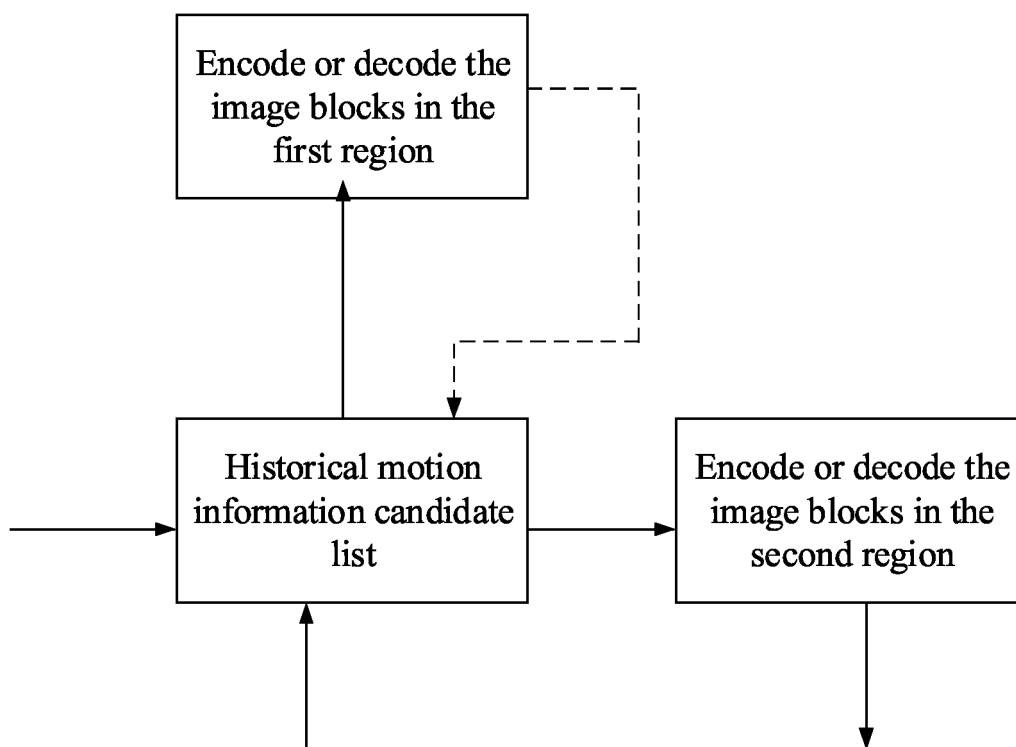 Encode or decode the
image blocks in the
first region
Historical motion
information candidate
list
Encode or decode the
image blocks in the
second region